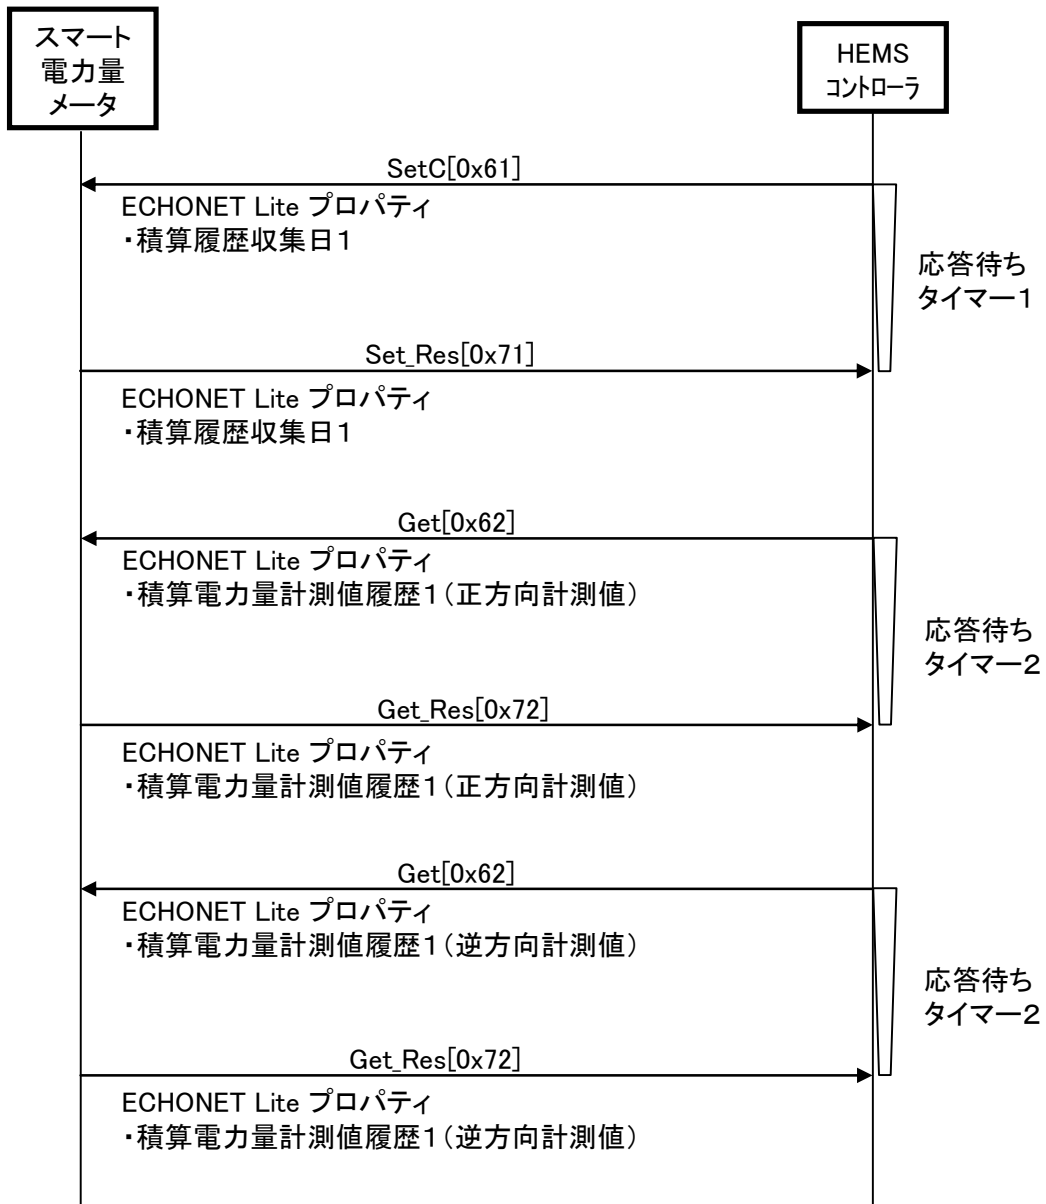 スマート
電力量
メータ
HEMS
コントローラ
SetC[0x61]
ECHONET Lite プロパティ
・積算履歴収集日1
応答待ち
タイマー1
Set_Res[0x71]
ECHONET Lite プロパティ
・積算履歴収集日1
Get[0x62]
ECHONET Lite プロパティ
・積算電力量計測値履歴1(正方向計測値)
応答待ち
タイマー2
Get_Res[0x72]
ECHONET Lite プロパティ
・積算電力量計測値履歴1(正方向計測値)
Get[0x62]
ECHONET Lite プロパティ
・積算電力量計測値履歴1(逆方向計測値)
応答待ち
タイマー2
Get_Res[0x72]
ECHONET Lite プロパティ
・積算電力量計測値履歴1(逆方向計測値)